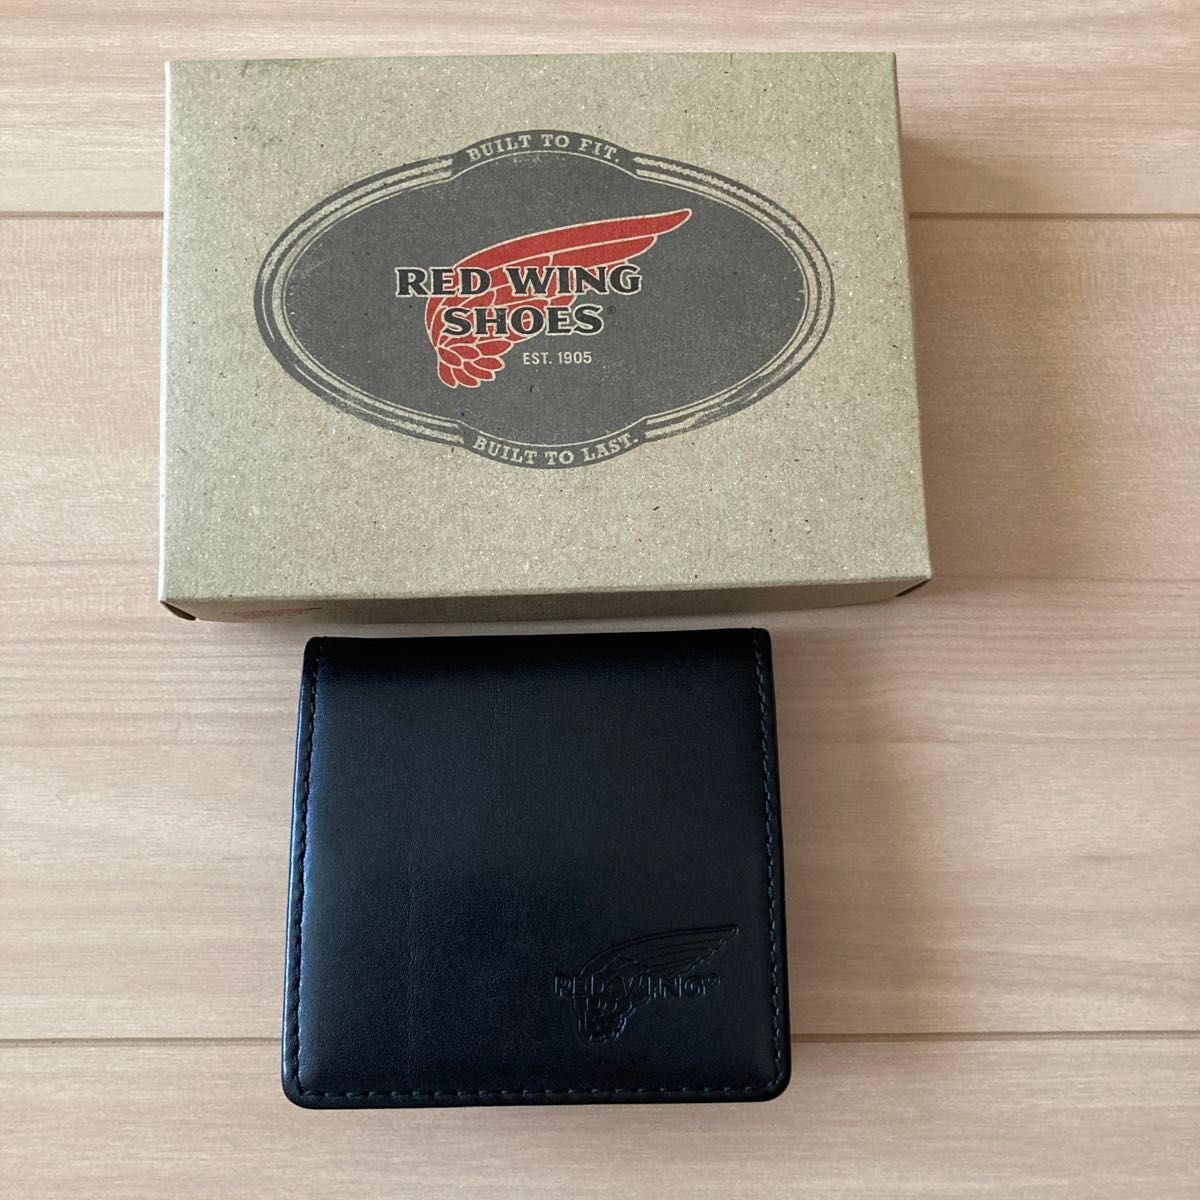 BUILT TO FIT.
RED WING
SHOES®
EST. 1905
BUILT TO LAST.
RED WING®